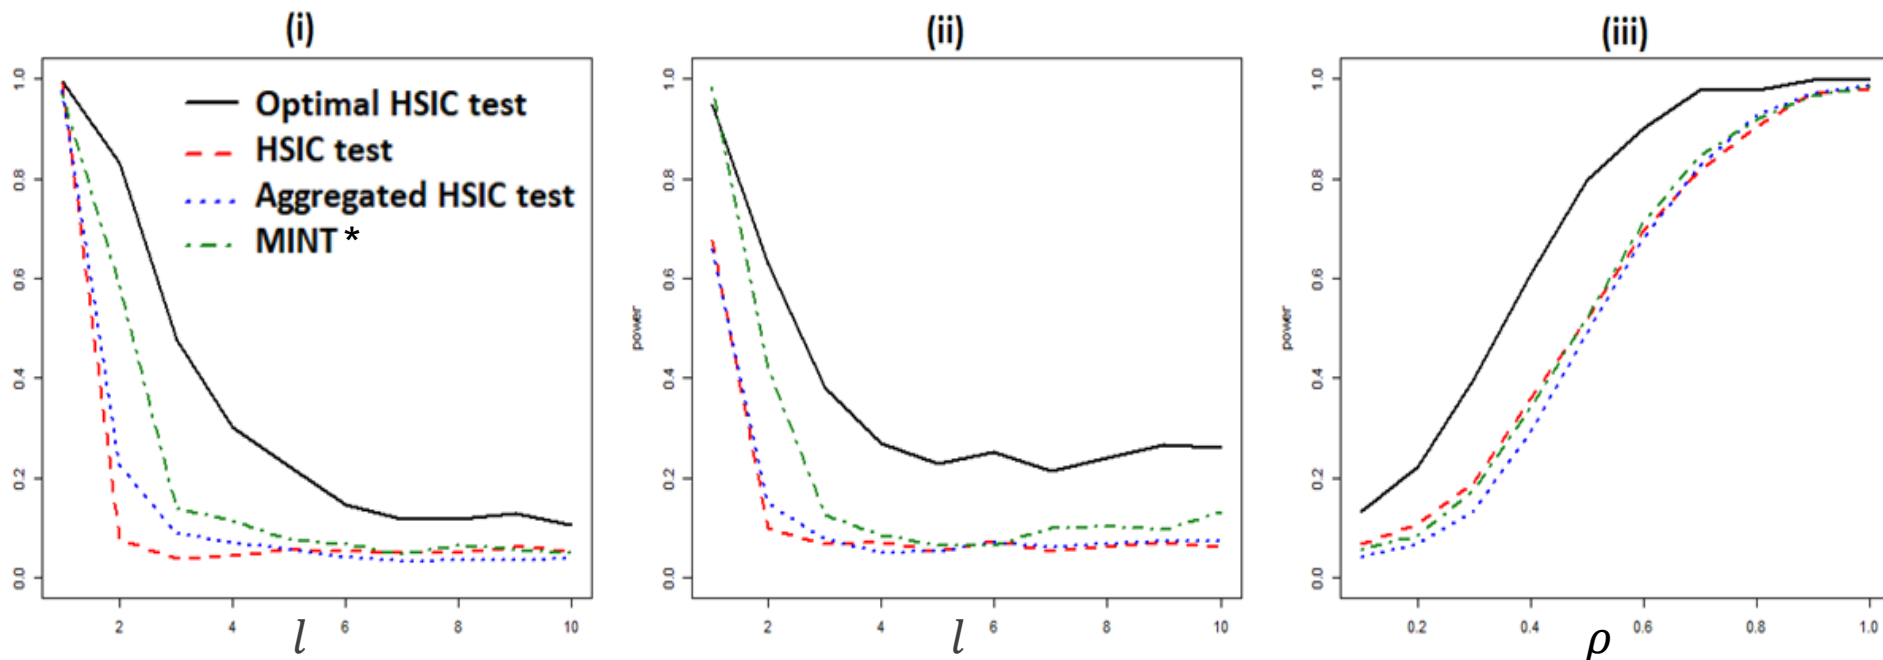 (i)
1.0
0.8
0.6
0.4
0.2
0.0
Optimal HSIC test
HSIC test
Aggregated HSIC test
MINT*
2 4 6 8 10
l
(ii)
power
1.0
0.8
0.6
0.4
0.2
0.0
2 4 6 8 10
l
(iii)
power
1.0
0.8
0.6
0.4
0.2
0.0
0.2 0.4 0.6 0.8 1.0
ρ